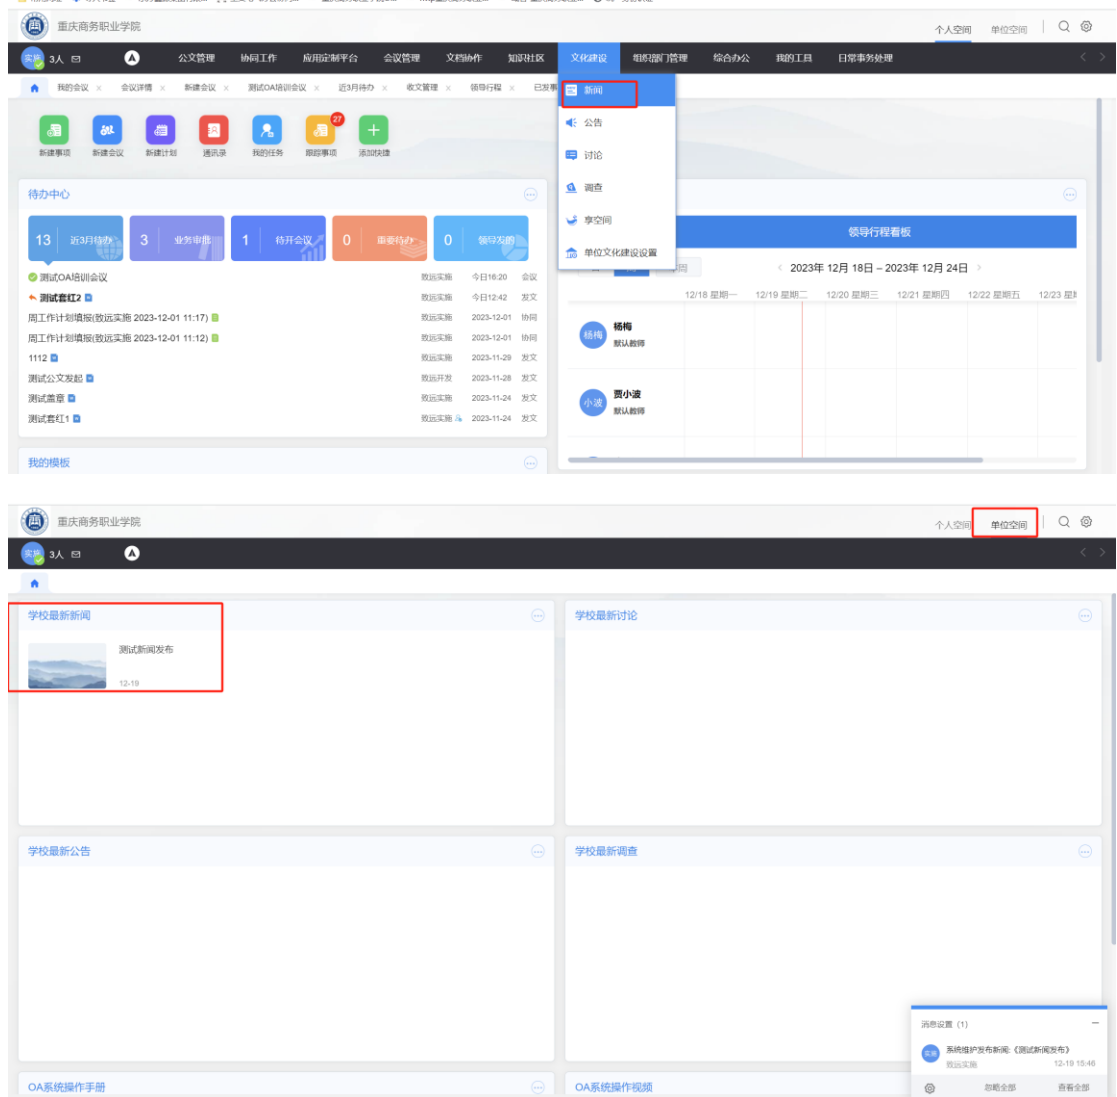 重庆商务职业学院
个人空间 单位空间
实施 3人 公文管理 协同工作 应用定制平台 会议管理 文档协作 知识社区 文化建设 组织部门管理 综合办公 我的工具 日常事务处理
我的会议 × 会议详情 × 新建会议 × 测试OA培训会议 × 近3月待办 × 收文管理 × 领导行程 × 已发事
新闻
公告
讨论
调查
享空间
单位文化建设设置
27
新建事项 新建会议 新建计划 通讯录 我的任务 跟踪事项 添加快捷
待办中心
13 近3月待办 3 业务审批 1 待开会议 0 重要待办 0 领导发的
测试OA培训会议 致远实施 今日16:20 会议
测试套红2 致远实施 今日12:42 发文
周工作计划填报(致远实施 2023-12-01 11:17) 致远实施 2023-12-01 协同
周工作计划填报(致远实施 2023-12-01 11:12) 致远实施 2023-12-01 协同
1112 致远实施 2023-11-29 发文
测试公文发起 致远开发 2023-11-28 发文
测试盖章 致远实施 2023-11-24 发文
测试套红1 致远实施 2023-11-24 发文
我的模板
领导行程看板
周
< 2023年 12月 18日 – 2023年 12月 24日 >
12/18 星期一 12/19 星期二 12/20 星期三 12/21 星期四 12/22 星期五 12/23 星期
杨梅 杨梅
默认教师
小波 贾小波
默认教师
重庆商务职业学院
个人空间 单位空间
实施 3人
学校最新新闻
测试新闻发布
12-19
学校最新讨论
学校最新公告
学校最新调查
OA系统操作手册
OA系统操作视频
消息设置 (1)
实施 系统维护发布新闻:《测试新闻发布》
致远实施 12-19 15:46
忽略全部 查看全部